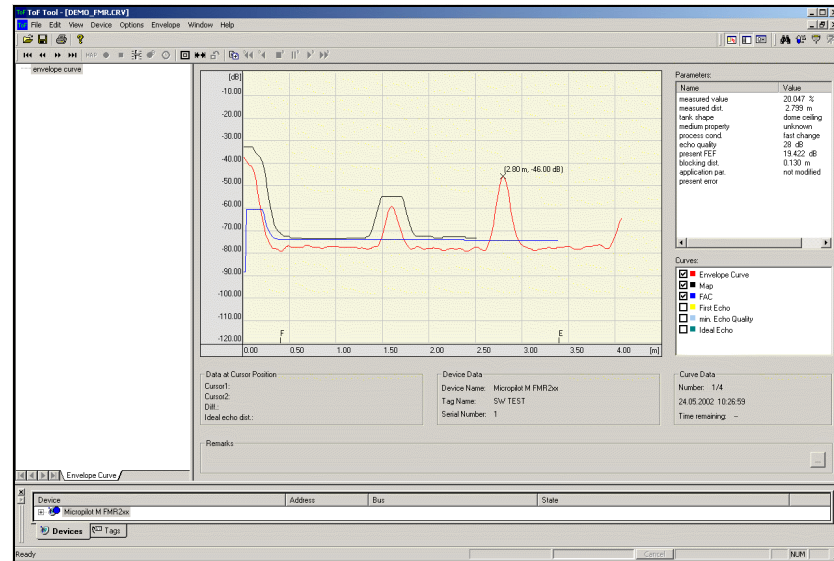 ToF Tool - [DEMO_FMR.CRV]
File Edit View Device Options Envelope Window Help
MAP
envelope curve
[dB]
-10.00
-20.00
-30.00
-40.00
-50.00
-60.00
-70.00
-80.00
-90.00
-100.00
-110.00
-120.00
(2.80 m, -46.00 dB)
F
E
0.00 0.50 1.00 1.50 2.00 2.50 3.00 3.50 4.00 [m]
Parameters:
Name Value
measured value 20.047 %
measured dist. 2.799 m
tank shape dome ceiling
medium property unknown
process cond. fast change
echo quality 28 dB
present FEF 19.422 dB
blocking dist. 0.130 m
application par. not modified
present error
Curves:
Envelope Curve
Map
FAC
First Echo
min. Echo Quality
Ideal Echo
Data at Cursor Position
Cursor1:
Cursor2:
Diff.:
Ideal echo dist.:
Device Data
Device Name: Micropilot M FMR2xx
Tag Name: SW TEST
Serial Number: 1
Curve Data
Number: 1/4
24.05.2002 10:26:59
Time remaining: --
Remarks
...
Envelope Curve
Device Address Bus State
Micropilot M FMR2xx
Devices Tags
Ready Cancel NUM